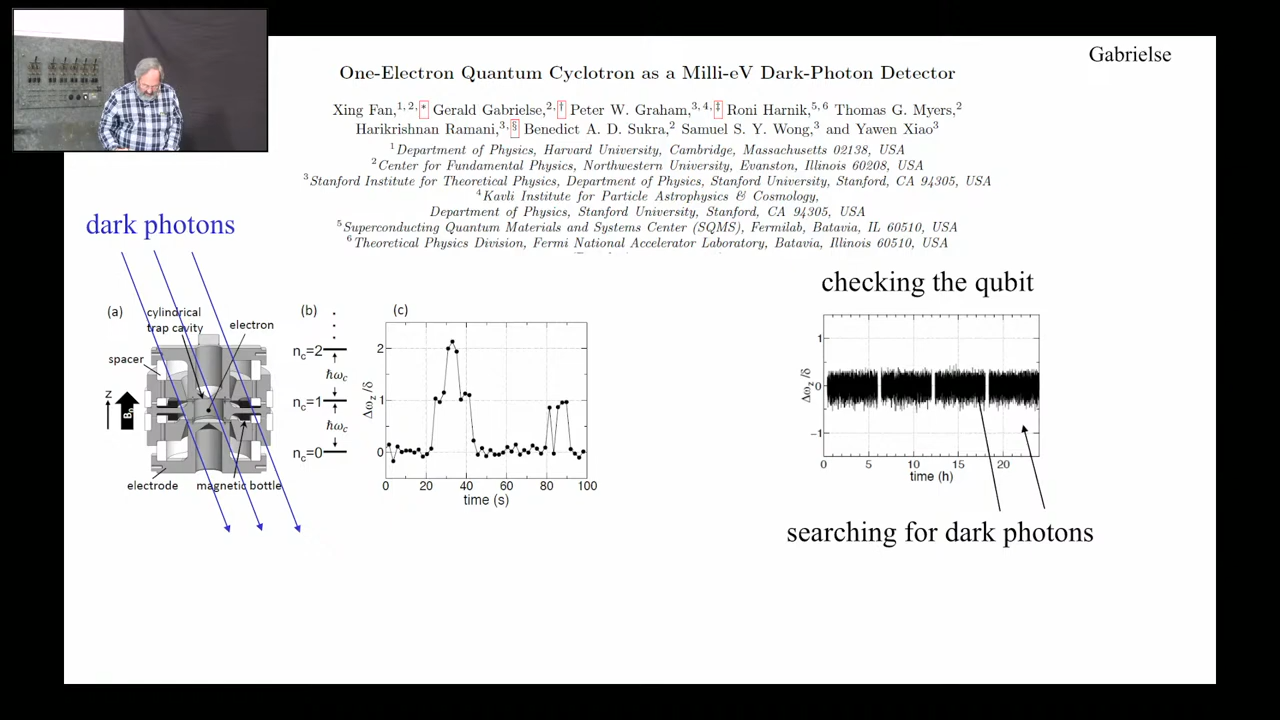 Gabrielse
One-Electron Quantum Cyclotron as a Milli-eV Dark-Photon Detector
Xing Fan,1, 2, * Gerald Gabrielse,2, † Peter W. Graham,3, 4, ‡ Roni Harnik,5, 6 Thomas G. Myers,2
Harikrishnan Ramani,3, § Benedict A. D. Sukra,2 Samuel S. Y. Wong,3 and Yawen Xiao3
1Department of Physics, Harvard University, Cambridge, Massachusetts 02138, USA
2Center for Fundamental Physics, Northwestern University, Evanston, Illinois 60208, USA
3Stanford Institute for Theoretical Physics, Department of Physics, Stanford University, Stanford, CA 94305, USA
4Kavli Institute for Particle Astrophysics & Cosmology,
Department of Physics, Stanford University, Stanford, CA 94305, USA
5Superconducting Quantum Materials and Systems Center (SQMS), Fermilab, Batavia, IL 60510, USA
6Theoretical Physics Division, Fermi National Accelerator Laboratory, Batavia, Illinois 60510, USA
dark photons
(a)
cylindrical
trap cavity
electron
spacer
z
B0
electrode
magnetic bottle
(b)
nc=2
ħωc
nc=1
ħωc
nc=0
(c)
Δωz/δ
2
1
0
0 20 40 60 80 100
time (s)
checking the qubit
Δωz/δ
1
0
−1
0 5 10 15 20
time (h)
searching for dark photons